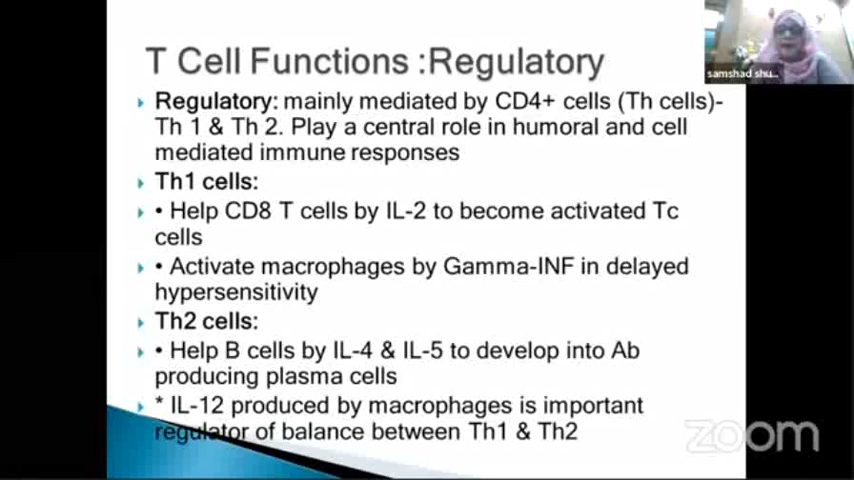 T Cell Functions :Regulatory
Regulatory: mainly mediated by CD4+ cells (Th cells)-
Th 1 & Th 2. Play a central role in humoral and cell
mediated immune responses
Th1 cells:
• Help CD8 T cells by IL-2 to become activated Tc
cells
• Activate macrophages by Gamma-INF in delayed
hypersensitivity
Th2 cells:
• Help B cells by IL-4 & IL-5 to develop into Ab
producing plasma cells
* IL-12 produced by macrophages is important
regulator of balance between Th1 & Th2
samshad shu...
zoom